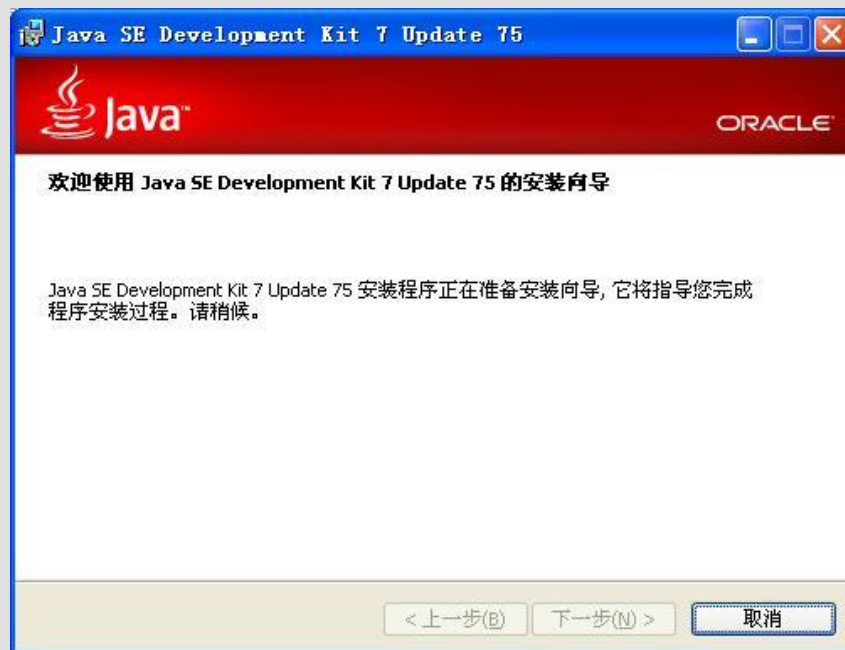 Java SE Development Kit 7 Update 75
Java™
ORACLE
欢迎使用 Java SE Development Kit 7 Update 75 的安装向导
Java SE Development Kit 7 Update 75 安装程序正在准备安装向导, 它将指导您完成
程序安装过程。请稍候。
< 上一步(B)
下一步(N) >
取消